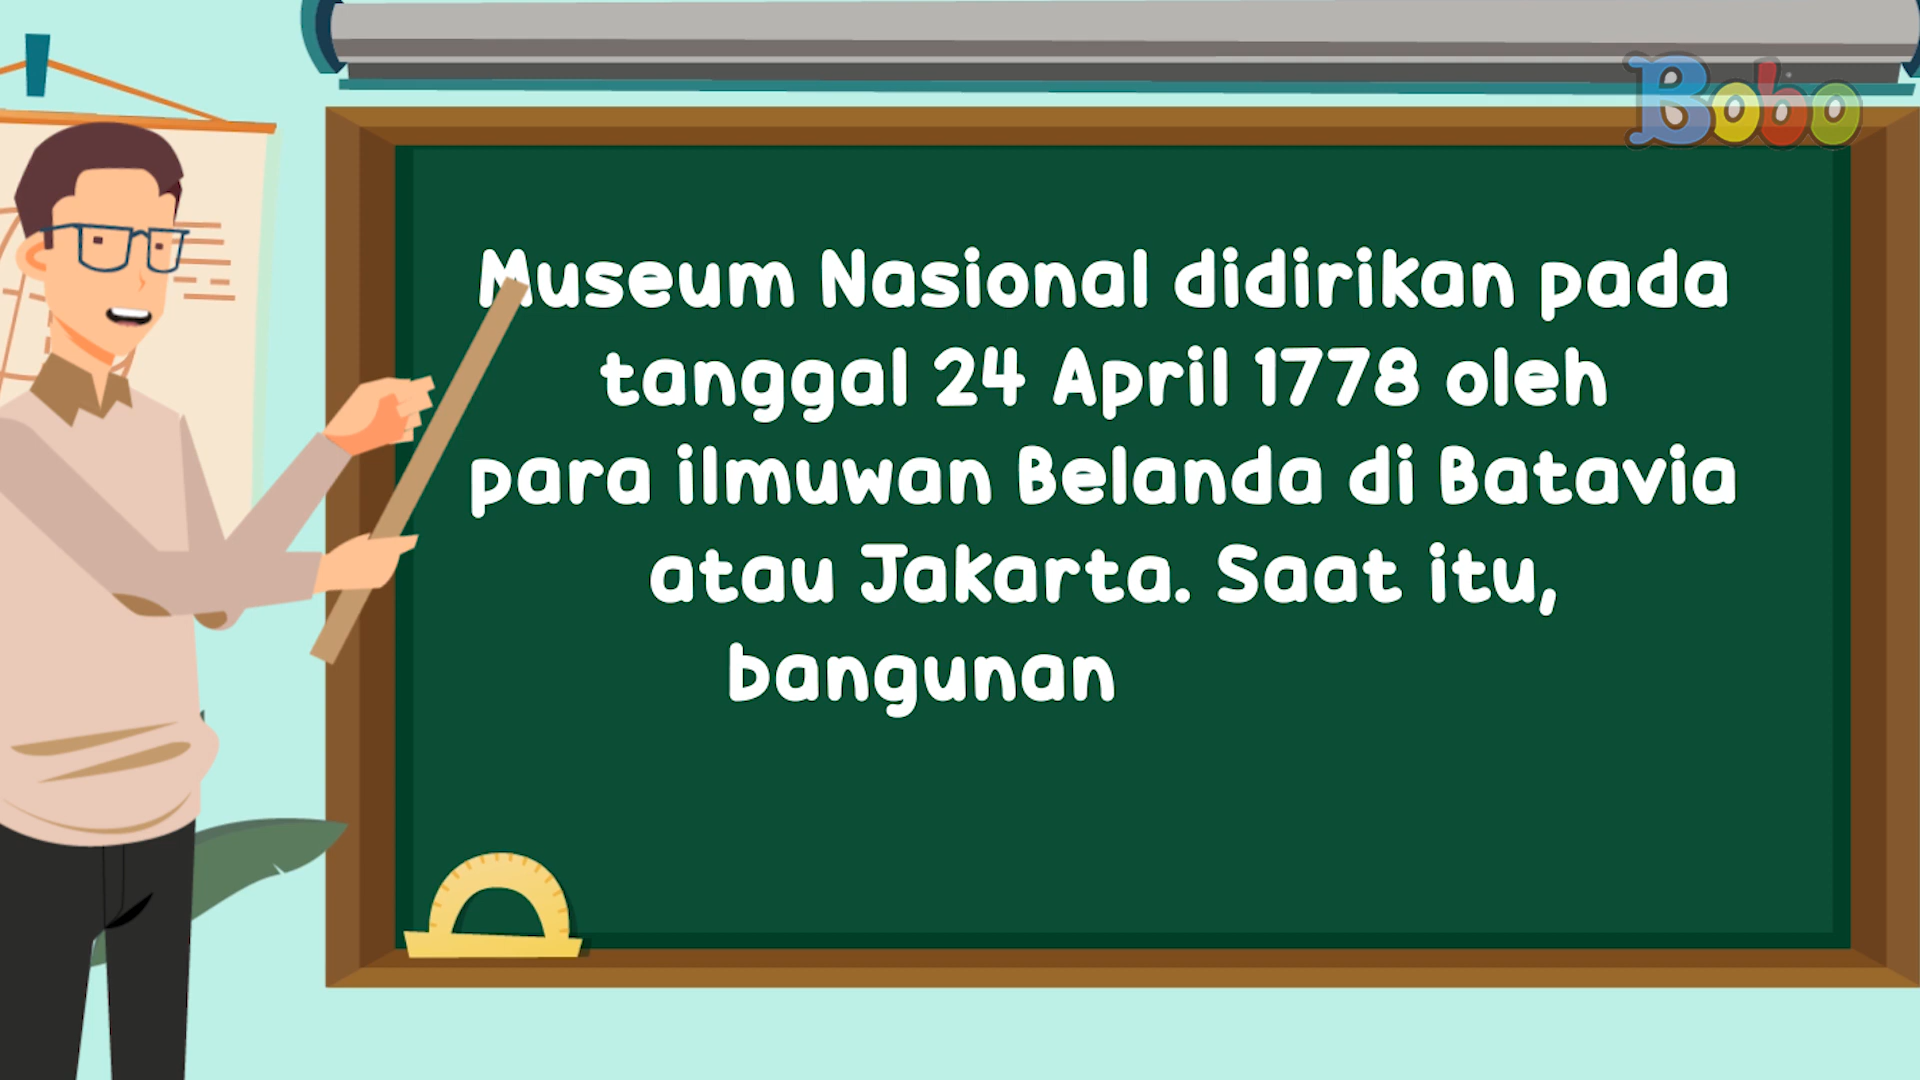 Bobo
Museum Nasional didirikan pada
tanggal 24 April 1778 oleh
para ilmuwan Belanda di Batavia
atau Jakarta. Saat itu,
bangunan